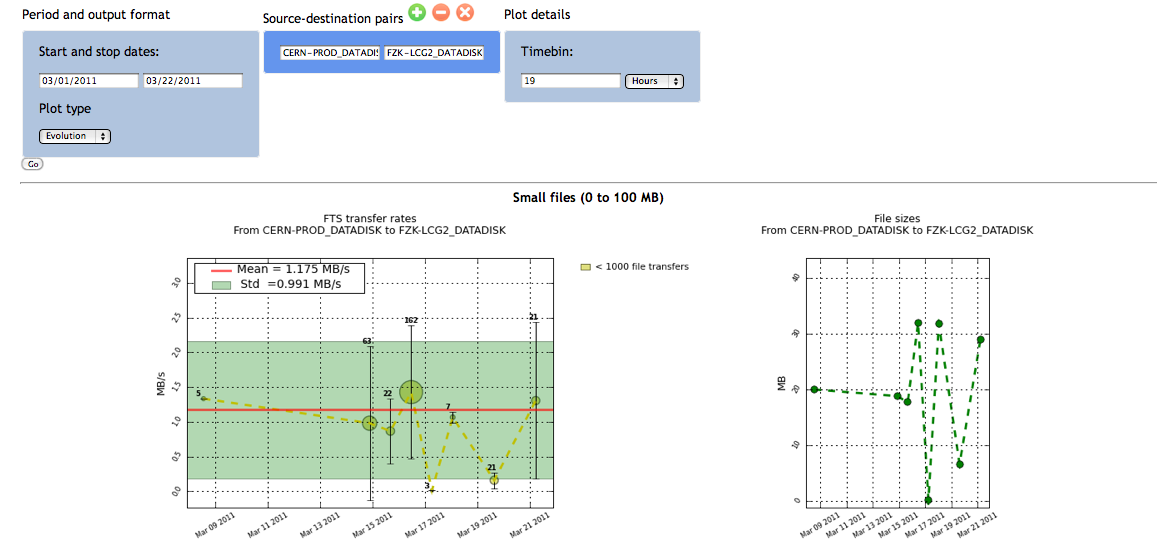 Period and output format
Source-destination pairs
Plot details
Start and stop dates:
03/01/2011 03/22/2011
Plot type
Evolution
Go
CERN-PROD_DATADIS FZK-LCG2_DATADISK
Timebin:
19 Hours
Small files (0 to 100 MB)
FTS transfer rates
From CERN-PROD_DATADISK to FZK-LCG2_DATADISK
Mean = 1.175 MB/s
Std =0.991 MB/s
< 1000 file transfers
MB/s
3.0
2.5
2.0
1.5
1.0
0.5
0.0
5
63
22
162
3
7
21
21
Mar 09 2011
Mar 11 2011
Mar 13 2011
Mar 15 2011
Mar 17 2011
Mar 19 2011
Mar 21 2011
File sizes
From CERN-PROD_DATADISK to FZK-LCG2_DATADISK
MB
40
30
20
10
0
Mar 09 2011
Mar 11 2011
Mar 13 2011
Mar 15 2011
Mar 17 2011
Mar 19 2011
Mar 21 2011